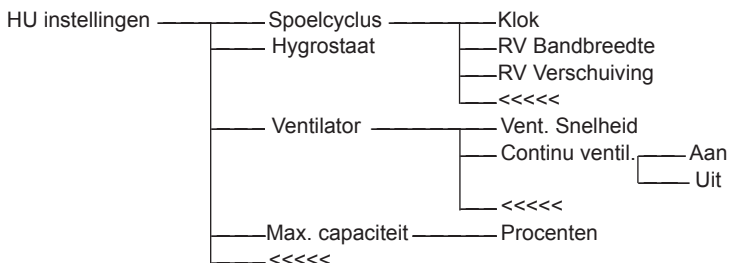 HU instellingen Spoelcyclus Klok
Hygrostaat RV Bandbreedte
RV Verschuiving
<<<<<
Ventilator Vent. Snelheid
Continu ventil. Aan
Uit
<<<<<
Max. capaciteit Procenten
<<<<<